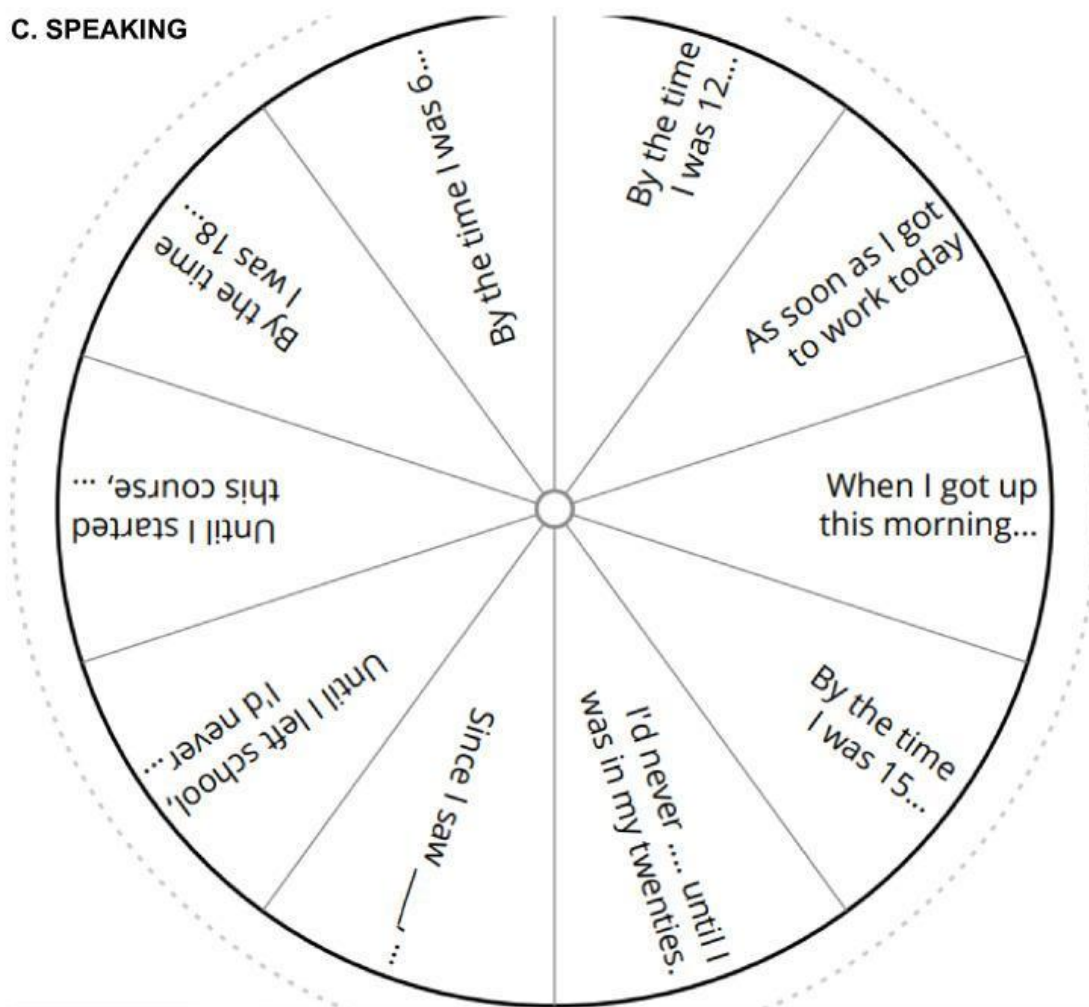 C. SPEAKING
By the time
I was 12...
As soon as I got
to work today
When I got up
this morning...
By the time
I was 15...
I'd never ..... until I
was in my twenties.
Since I saw ____, ...
Until I left school,
I'd never ...
Until I started
this course, ...
By the time
I was 18...
By the time I was 6...